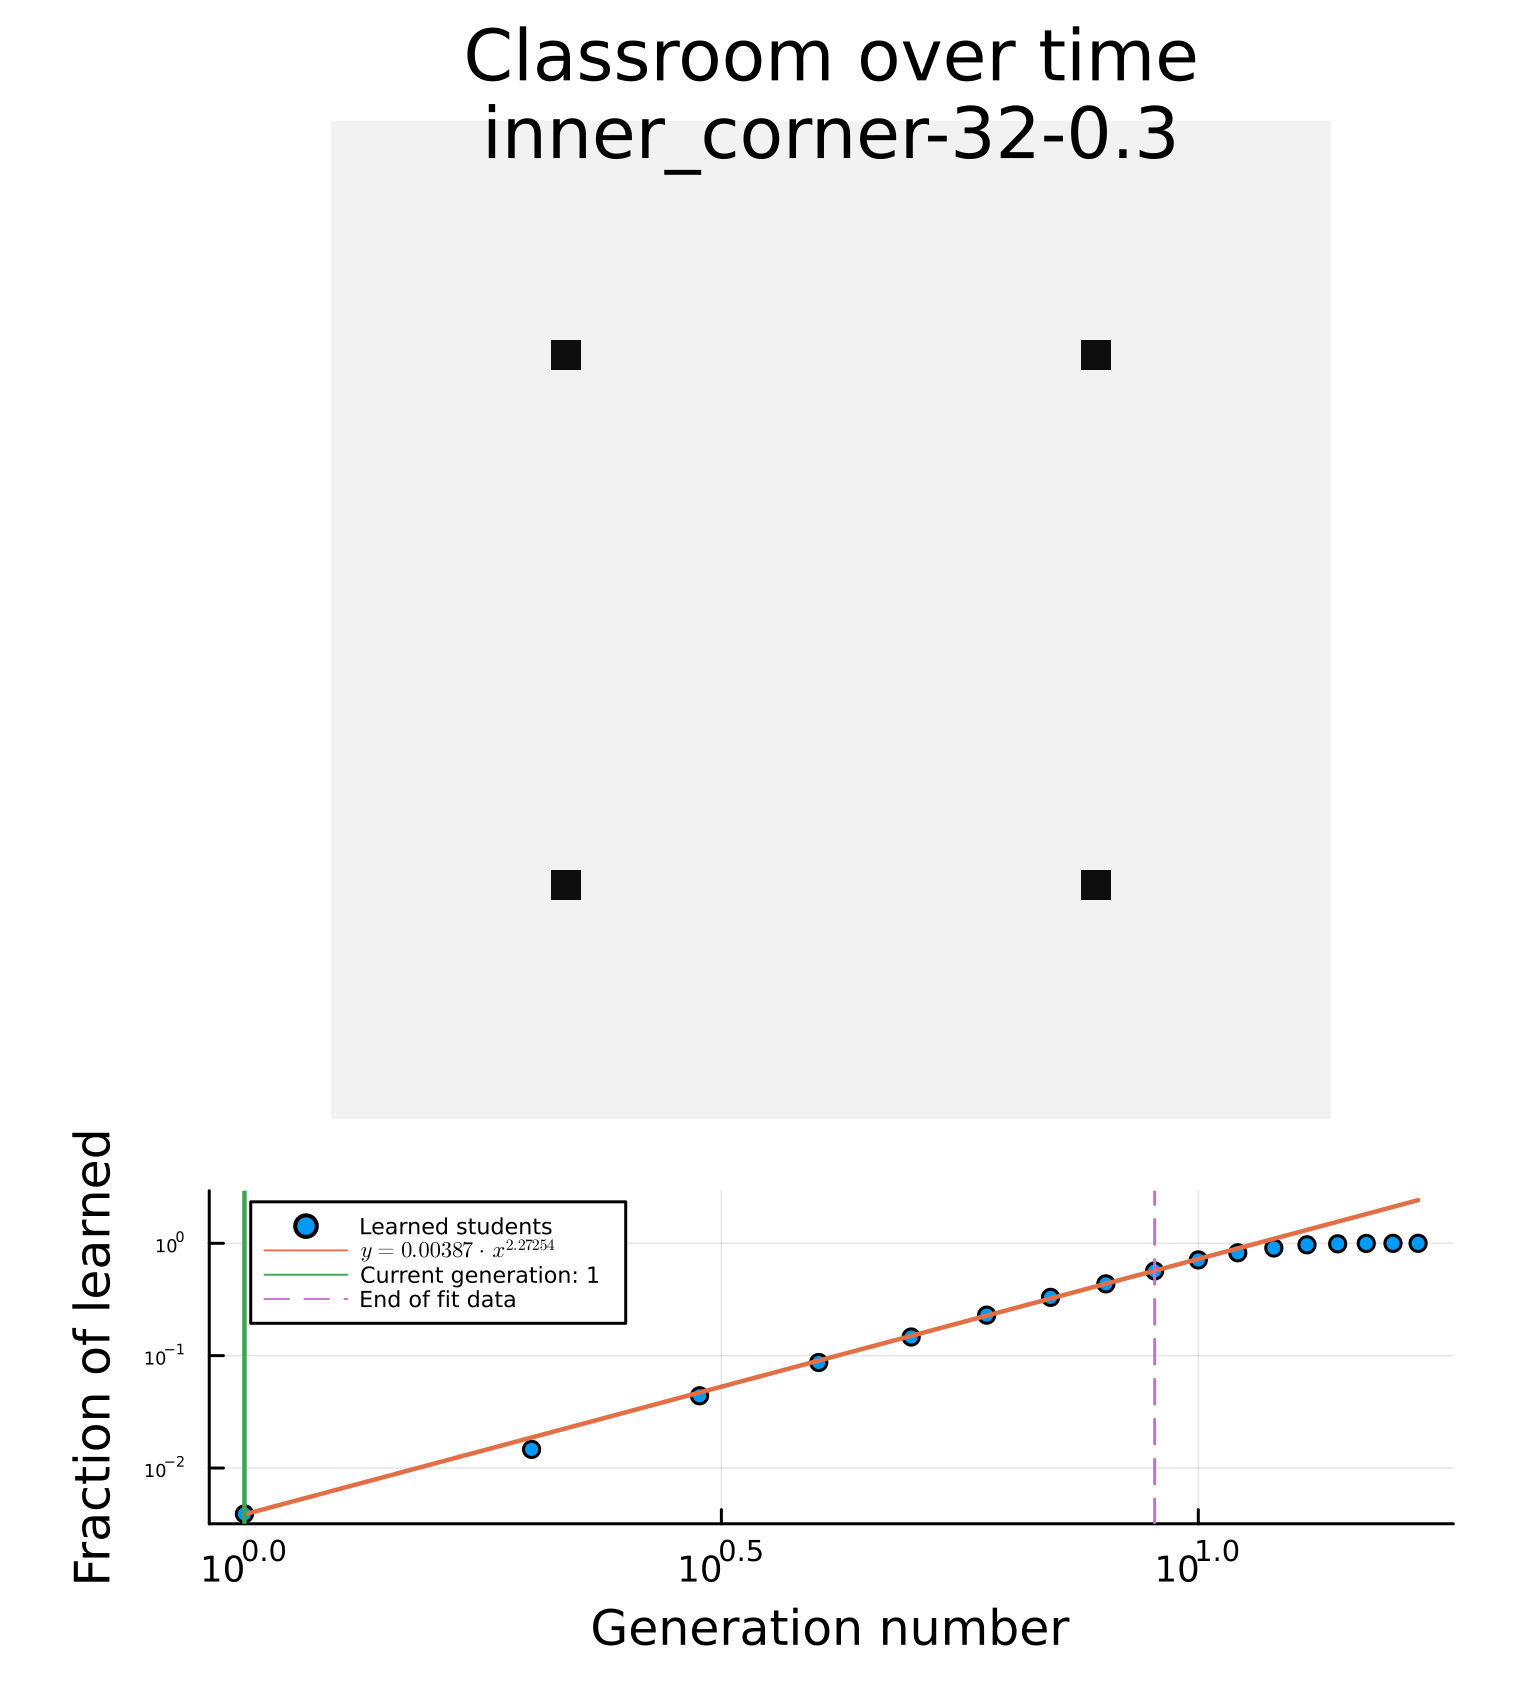 Classroom over time
inner_corner-32-0.3
Fraction of learned
10^0
10^-1
10^-2
Learned students
y = 0.00387 · x^2.27254
Current generation: 1
End of fit data
10^0.0
10^0.5
10^1.0
Generation number